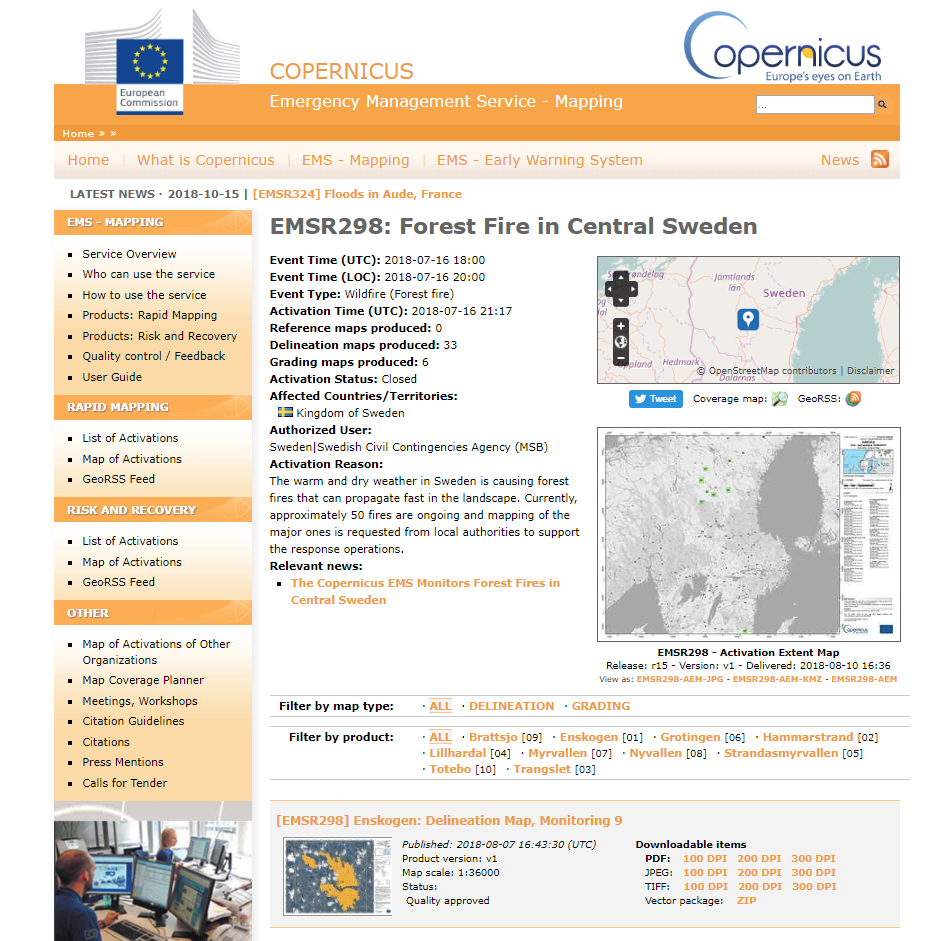 European
Commission
COPERNICUS
Emergency Management Service - Mapping
Copernicus
Europe's eyes on Earth
...
Home » »
Home | What is Copernicus | EMS - Mapping | EMS - Early Warning System
News
LATEST NEWS · 2018-10-15 | [EMSR324] Floods in Aude, France
EMS - MAPPING
Service Overview
Who can use the service
How to use the service
Products: Rapid Mapping
Products: Risk and Recovery
Quality control / Feedback
User Guide
RAPID MAPPING
List of Activations
Map of Activations
GeoRSS Feed
RISK AND RECOVERY
List of Activations
Map of Activations
GeoRSS Feed
OTHER
Map of Activations of Other
Organizations
Map Coverage Planner
Meetings, Workshops
Citation Guidelines
Citations
Press Mentions
Calls for Tender
EMSR298: Forest Fire in Central Sweden
Event Time (UTC): 2018-07-16 18:00
Event Time (LOC): 2018-07-16 20:00
Event Type: Wildfire (Forest fire)
Activation Time (UTC): 2018-07-16 21:17
Reference maps produced: 0
Delineation maps produced: 33
Grading maps produced: 6
Activation Status: Closed
Affected Countries/Territories:
Kingdom of Sweden
Authorized User:
Sweden|Swedish Civil Contingencies Agency (MSB)
Activation Reason:
The warm and dry weather in Sweden is causing forest
fires that can propagate fast in the landscape. Currently,
approximately 50 fires are ongoing and mapping of the
major ones is requested from local authorities to support
the response operations.
Relevant news:
The Copernicus EMS Monitors Forest Fires in
Central Sweden
Jämtlands
län
Sweden
Hedmark
Dalarnas
© OpenStreetMap contributors | Disclaimer
Tweet
Coverage map:
GeoRSS:
EMSR298 - Activation Extent Map
Release: r15 - Version: v1 - Delivered: 2018-08-10 16:36
View as: EMSR298-AEM-JPG - EMSR298-AEM-KMZ - EMSR298-AEM
Filter by map type: · ALL · DELINEATION · GRADING
Filter by product: · ALL · Brattsjo [09] · Enskogen [01] · Grotingen [06] · Hammarstrand [02]
· Lillhardal [04] · Myrvallen [07] · Nyvallen [08] · Strandasmyrvallen [05]
· Totebo [10] · Trangslet [03]
[EMSR298] Enskogen: Delineation Map, Monitoring 9
Published: 2018-08-07 16:43:30 (UTC)
Product version: v1
Map scale: 1:36000
Status:
Quality approved
Downloadable items
PDF: 100 DPI 200 DPI 300 DPI
JPEG: 100 DPI 200 DPI 300 DPI
TIFF: 100 DPI 200 DPI 300 DPI
Vector package: ZIP